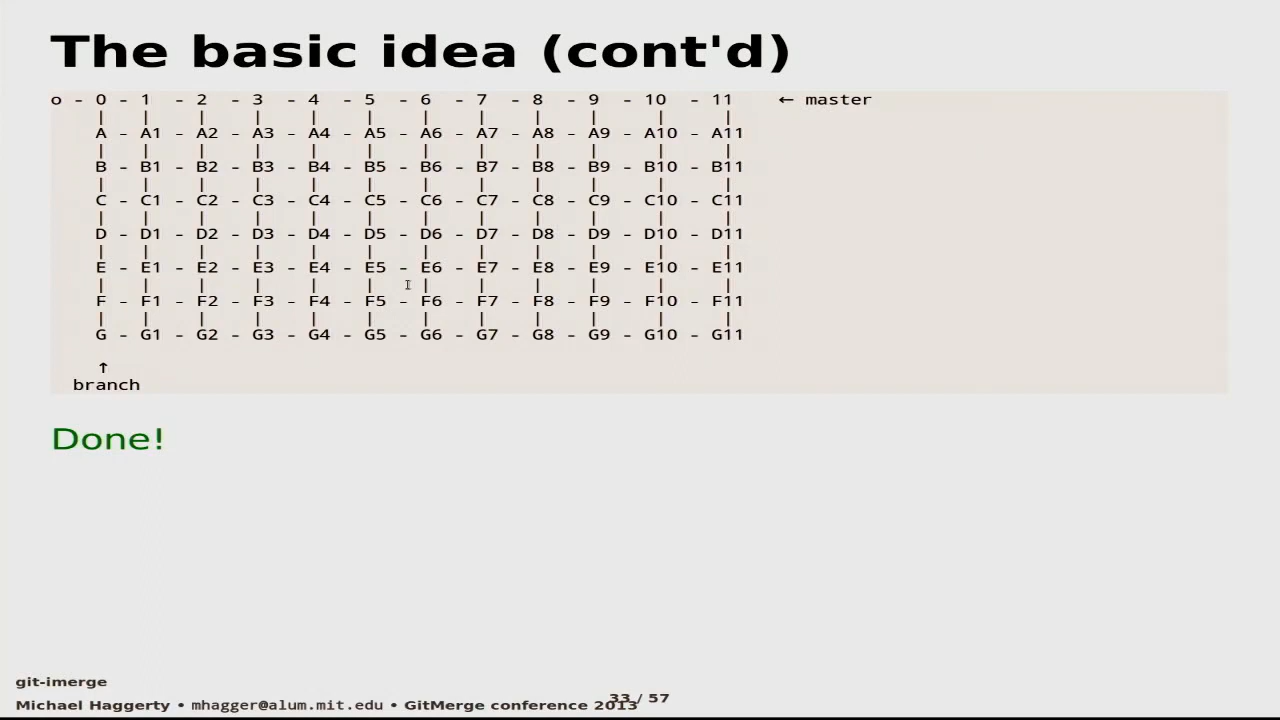 The basic idea (cont'd)
o - 0 - 1 - 2 - 3 - 4 - 5 - 6 - 7 - 8 - 9 - 10 - 11 ← master
| | | | | | | | | | | |
A - A1 - A2 - A3 - A4 - A5 - A6 - A7 - A8 - A9 - A10 - A11
| | | | | | | | | | | |
B - B1 - B2 - B3 - B4 - B5 - B6 - B7 - B8 - B9 - B10 - B11
| | | | | | | | | | | |
C - C1 - C2 - C3 - C4 - C5 - C6 - C7 - C8 - C9 - C10 - C11
| | | | | | | | | | | |
D - D1 - D2 - D3 - D4 - D5 - D6 - D7 - D8 - D9 - D10 - D11
| | | | | | | | | | | |
E - E1 - E2 - E3 - E4 - E5 - E6 - E7 - E8 - E9 - E10 - E11
| | | | | | | | | | | |
F - F1 - F2 - F3 - F4 - F5 - F6 - F7 - F8 - F9 - F10 - F11
| | | | | | | | | | | |
G - G1 - G2 - G3 - G4 - G5 - G6 - G7 - G8 - G9 - G10 - G11
↑
branch
Done!
git-imerge
Michael Haggerty • mhagger@alum.mit.edu • GitMerge conference 2013
33 / 57